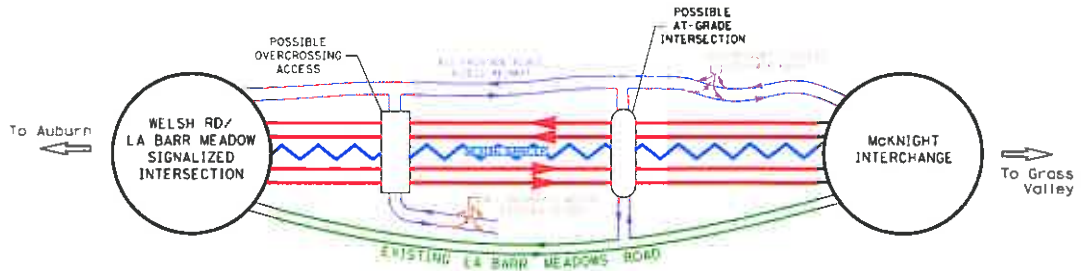 POSSIBLE
AT-GRADE
INTERSECTION
POSSIBLE
OVERCROSSING
ACCESS
To Auburn
WELSH RD/
LA BARR MEADOW
SIGNALIZED
INTERSECTION
McKNIGHT
INTERCHANGE
To Grass
Valley
EXISTING LA BARR MEADOWS ROAD